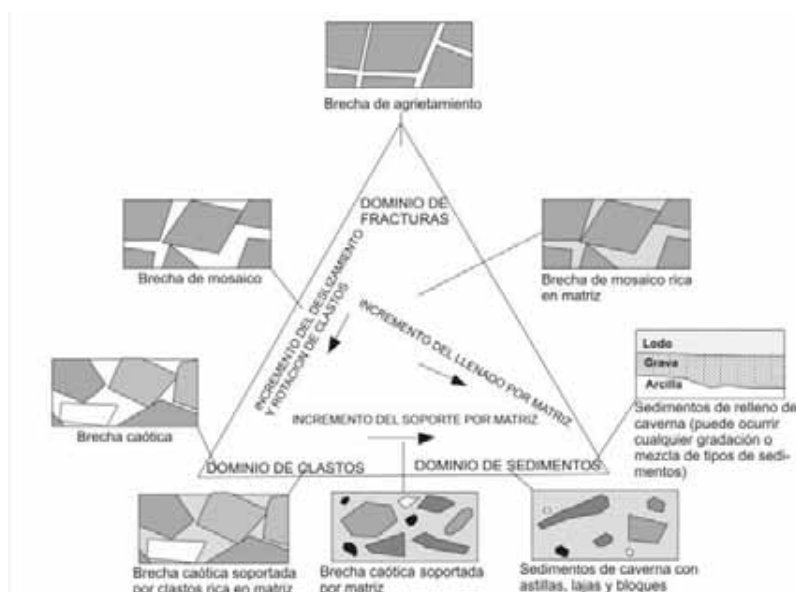 Brecha de agrietamiento
DOMINIO DE
FRACTURAS
Brecha de mosaico
Brecha de mosaico rica
en matriz
INCREMENTO DEL DESLIZAMIENTO
Y ROTACION DE CLASTOS
INCREMENTO DEL LLENADO POR MATRIZ
Lodo
Grava
Arcilla
Sedimentos de relleno de
caverna (puede ocurrir
cualquier gradación o
mezcla de tipos de sedi-
mentos)
INCREMENTO DEL SOPORTE POR MATRIZ
Brecha caótica
DOMINIO DE CLASTOS
DOMINIO DE SEDIMENTOS
Brecha caótica soportada
por clastos rica en matriz
Brecha caótica soportada
por matriz
Sedimentos de caverna con
astillas, lajas y bloques